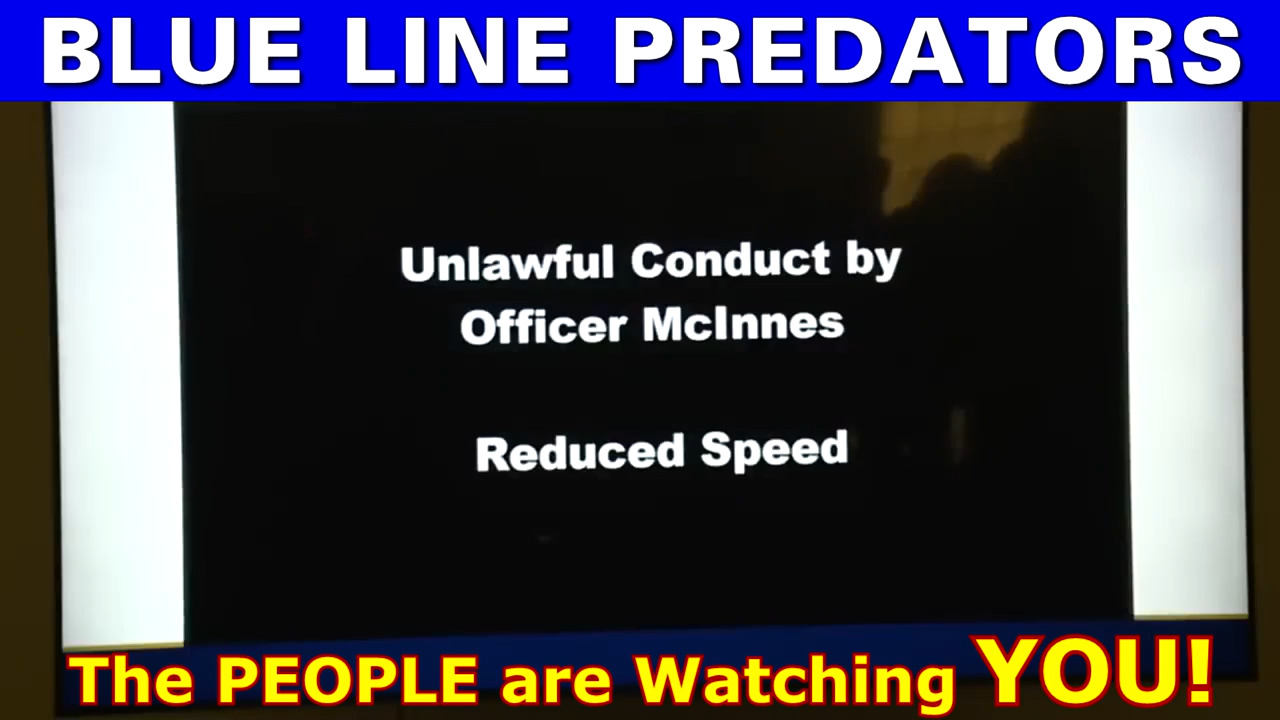 BLUE LINE PREDATORS
Unlawful Conduct by
Officer McInnes
Reduced Speed
The PEOPLE are Watching YOU!